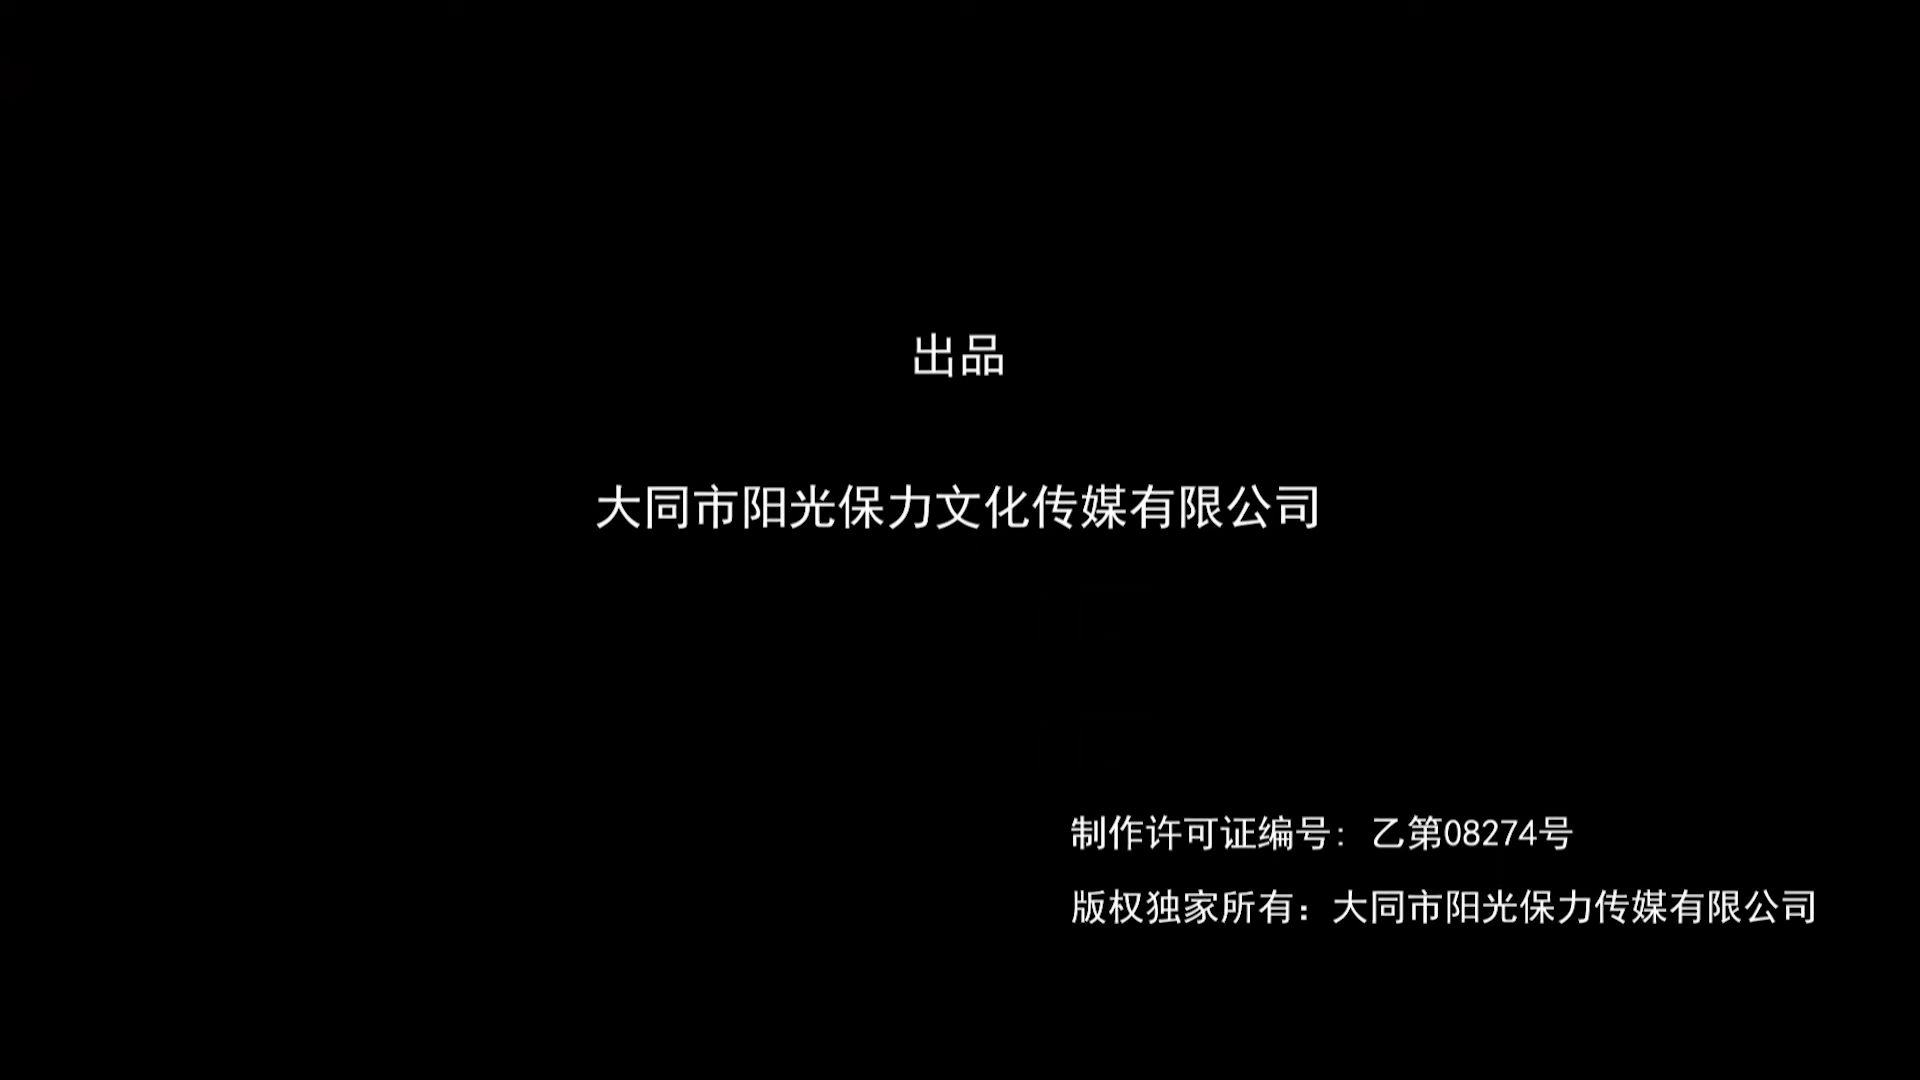 出品
大同市阳光保力文化传媒有限公司
制作许可证编号：乙第08274号
版权独家所有：大同市阳光保力传媒有限公司